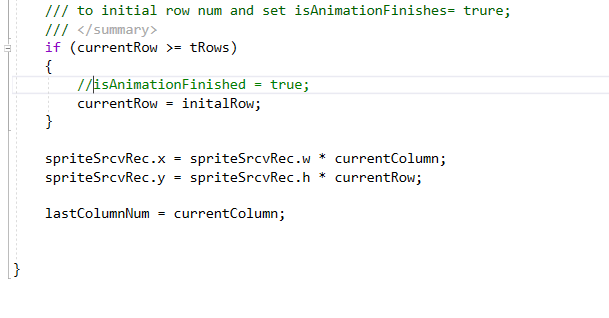 /// to initial row num and set isAnimationFinishes= trure;
/// </summary>
if (currentRow >= tRows)
{
//isAnimationFinished = true;
currentRow = initalRow;
}
spriteSrcvRec.x = spriteSrcvRec.w * currentColumn;
spriteSrcvRec.y = spriteSrcvRec.h * currentRow;
lastColumnNum = currentColumn;
}